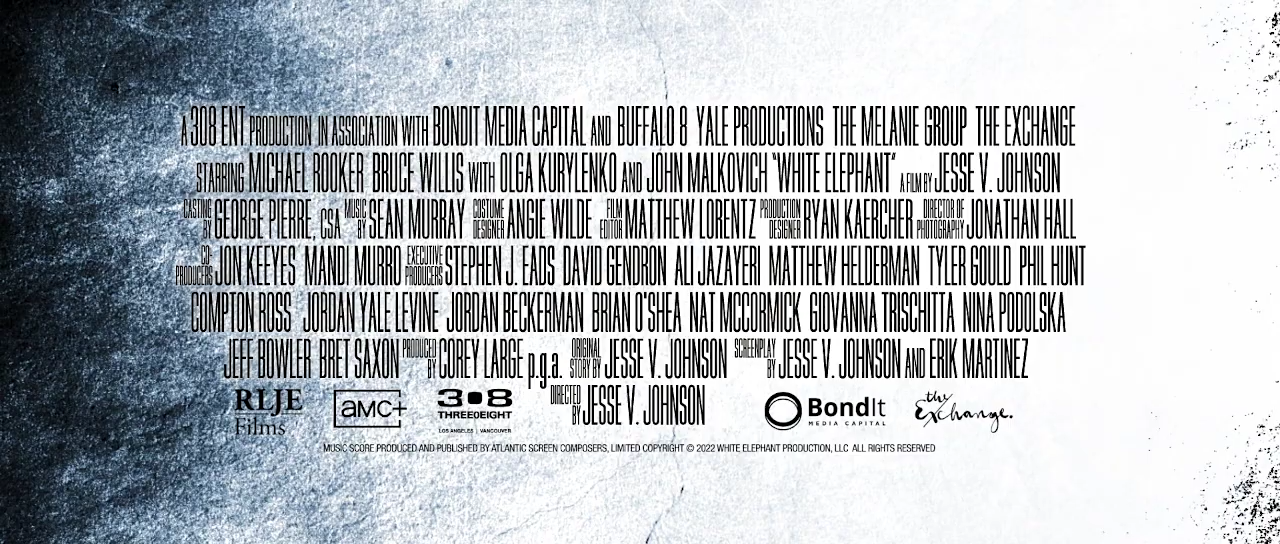 A 308 ENT PRODUCTION IN ASSOCIATION WITH BONDIT MEDIA CAPITAL AND BUFFALO 8 YALE PRODUCTIONS THE MELANIE GROUP THE EXCHANGE
STARRING MICHAEL ROOKER BRUCE WILLIS WITH OLGA KURYLENKO AND JOHN MALKOVICH "WHITE ELEPHANT" A FILM BY JESSE V. JOHNSON
CASTING BY GEORGE PIERRE, CSA MUSIC BY SEAN MURRAY COSTUME DESIGNER ANGIE WILDE FILM EDITOR MATTHEW LORENTZ PRODUCTION DESIGNER RYAN KAERCHER DIRECTOR OF PHOTOGRAPHY JONATHAN HALL
CO-PRODUCERS JON KEEYES MANDI MURRO EXECUTIVE PRODUCERS STEPHEN J. EADS DAVID GENDRON ALI JAZAYERI MATTHEW HELDERMAN TYLER GOULD PHIL HUNT
COMPTON ROSS JORDAN YALE LEVINE JORDAN BECKERMAN BRIAN O'SHEA NAT MCCORMICK GIOVANNA TRISCHITTA NINA PODOLSKA
JEFF BOWLER BRET SAXON PRODUCED BY COREY LARGE p.g.a. ORIGINAL STORY BY JESSE V. JOHNSON SCREENPLAY BY JESSE V. JOHNSON AND ERIK MARTINEZ
DIRECTED BY JESSE V. JOHNSON
RLJE Films
aMC+
3●8
THREE0EIGHT
LOS ANGELES | VANCOUVER
BondIt
MEDIA CAPITAL
the Exchange.
MUSIC SCORE PRODUCED AND PUBLISHED BY ATLANTIC SCREEN COMPOSERS, LIMITED COPYRIGHT © 2022 WHITE ELEPHANT PRODUCTION, LLC ALL RIGHTS RESERVED